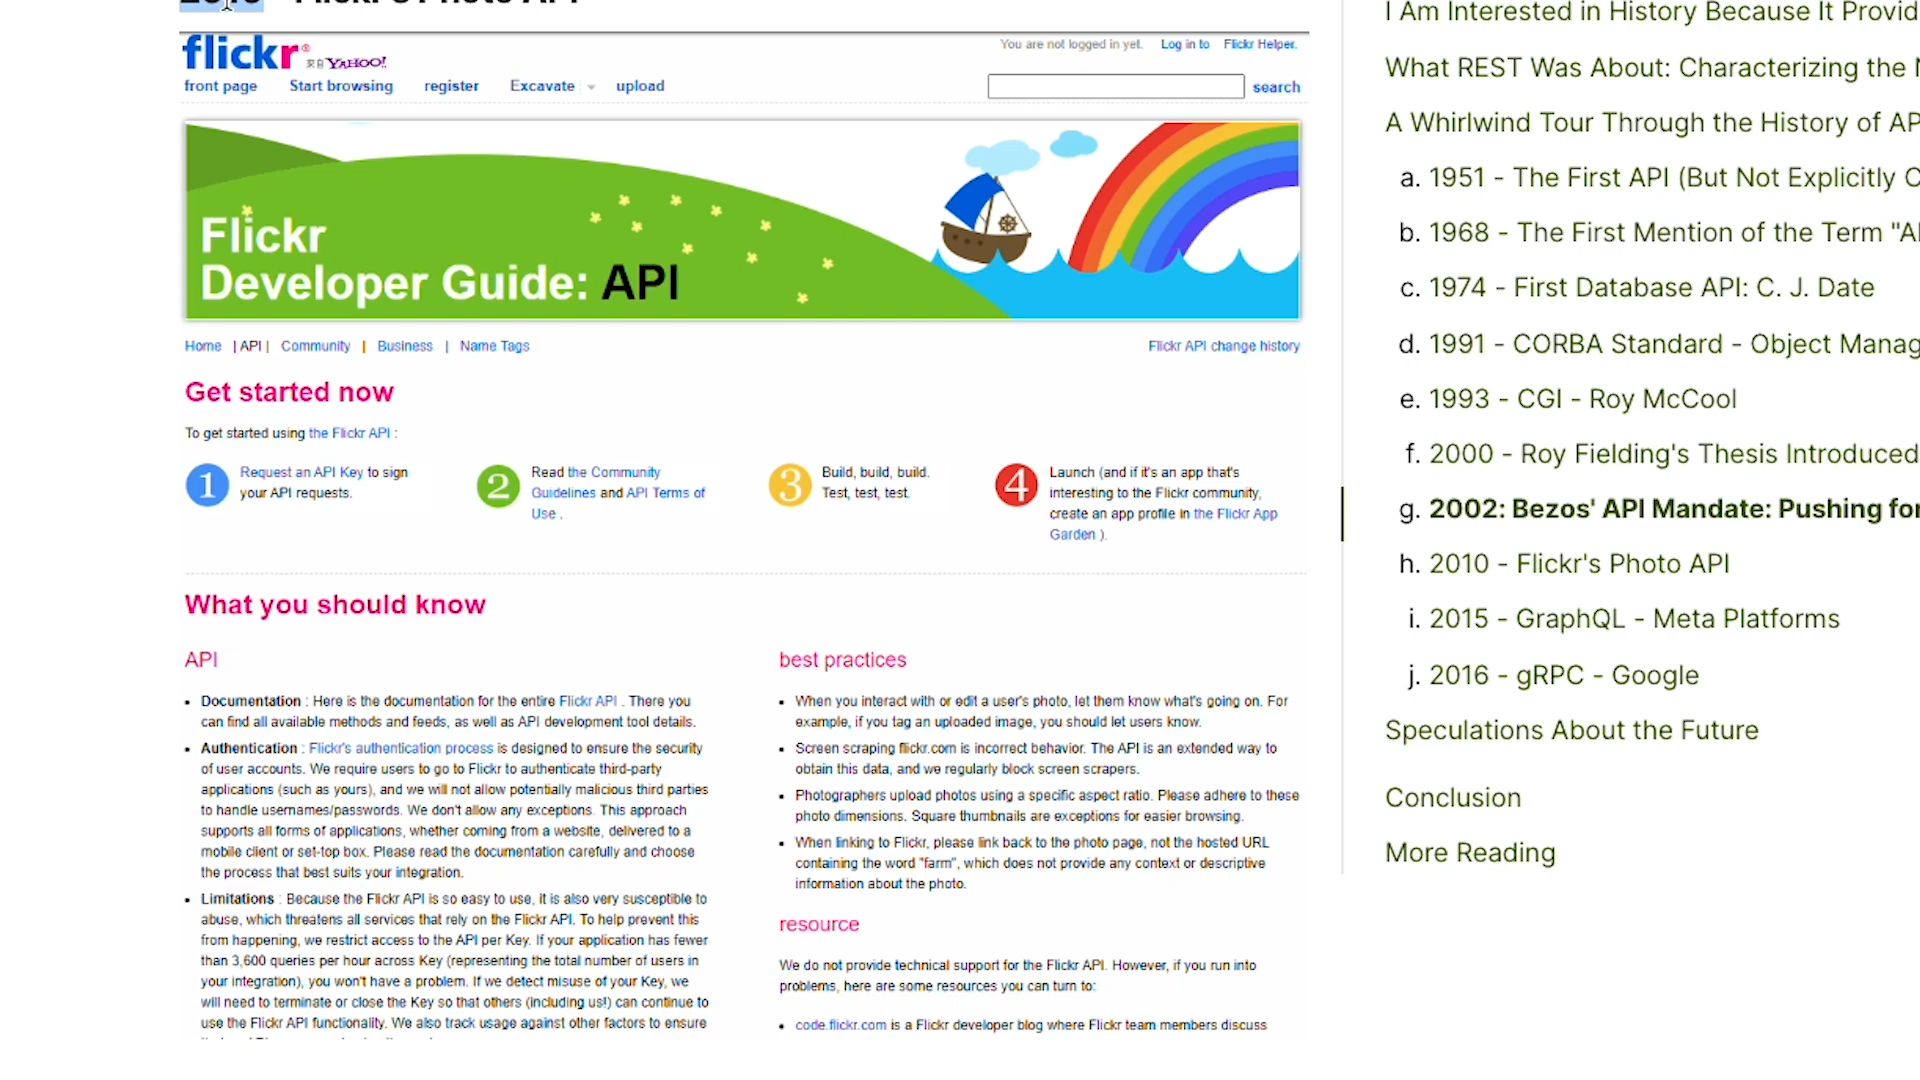 2010 - Flickr's Photo API
flickr® 来自 YAHOO!
You are not logged in yet. Log in to Flickr Helper.
front page Start browsing register Excavate upload
search
Flickr
Developer Guide: API
Home | API | Community | Business | Name Tags
Flickr API change history
Get started now
To get started using the Flickr API :
1 Request an API Key to sign
your API requests.
2 Read the Community
Guidelines and API Terms of
Use .
3 Build, build, build.
Test, test, test.
4 Launch (and if it's an app that's
interesting to the Flickr community,
create an app profile in the Flickr App
Garden ).
What you should know
API
• Documentation : Here is the documentation for the entire Flickr API . There you
can find all available methods and feeds, as well as API development tool details.
• Authentication : Flickr's authentication process is designed to ensure the security
of user accounts. We require users to go to Flickr to authenticate third-party
applications (such as yours), and we will not allow potentially malicious third parties
to handle usernames/passwords. We don't allow any exceptions. This approach
supports all forms of applications, whether coming from a website, delivered to a
mobile client or set-top box. Please read the documentation carefully and choose
the process that best suits your integration.
• Limitations : Because the Flickr API is so easy to use, it is also very susceptible to
abuse, which threatens all services that rely on the Flickr API. To help prevent this
from happening, we restrict access to the API per Key. If your application has fewer
than 3,600 queries per hour across Key (representing the total number of users in
your integration), you won't have a problem. If we detect misuse of your Key, we
will need to terminate or close the Key so that others (including us!) can continue to
use the Flickr API functionality. We also track usage against other factors to ensure
best practices
• When you interact with or edit a user's photo, let them know what's going on. For
example, if you tag an uploaded image, you should let users know.
• Screen scraping flickr.com is incorrect behavior. The API is an extended way to
obtain this data, and we regularly block screen scrapers.
• Photographers upload photos using a specific aspect ratio. Please adhere to these
photo dimensions. Square thumbnails are exceptions for easier browsing.
• When linking to Flickr, please link back to the photo page, not the hosted URL
containing the word "farm", which does not provide any context or descriptive
information about the photo.
resource
We do not provide technical support for the Flickr API. However, if you run into
problems, here are some resources you can turn to:
• code.flickr.com is a Flickr developer blog where Flickr team members discuss
I Am Interested in History Because It Provid
What REST Was About: Characterizing the N
A Whirlwind Tour Through the History of AP
a. 1951 - The First API (But Not Explicitly C
b. 1968 - The First Mention of the Term "A
c. 1974 - First Database API: C. J. Date
d. 1991 - CORBA Standard - Object Manag
e. 1993 - CGI - Roy McCool
f. 2000 - Roy Fielding's Thesis Introduced
g. 2002: Bezos' API Mandate: Pushing for
h. 2010 - Flickr's Photo API
i. 2015 - GraphQL - Meta Platforms
j. 2016 - gRPC - Google
Speculations About the Future
Conclusion
More Reading